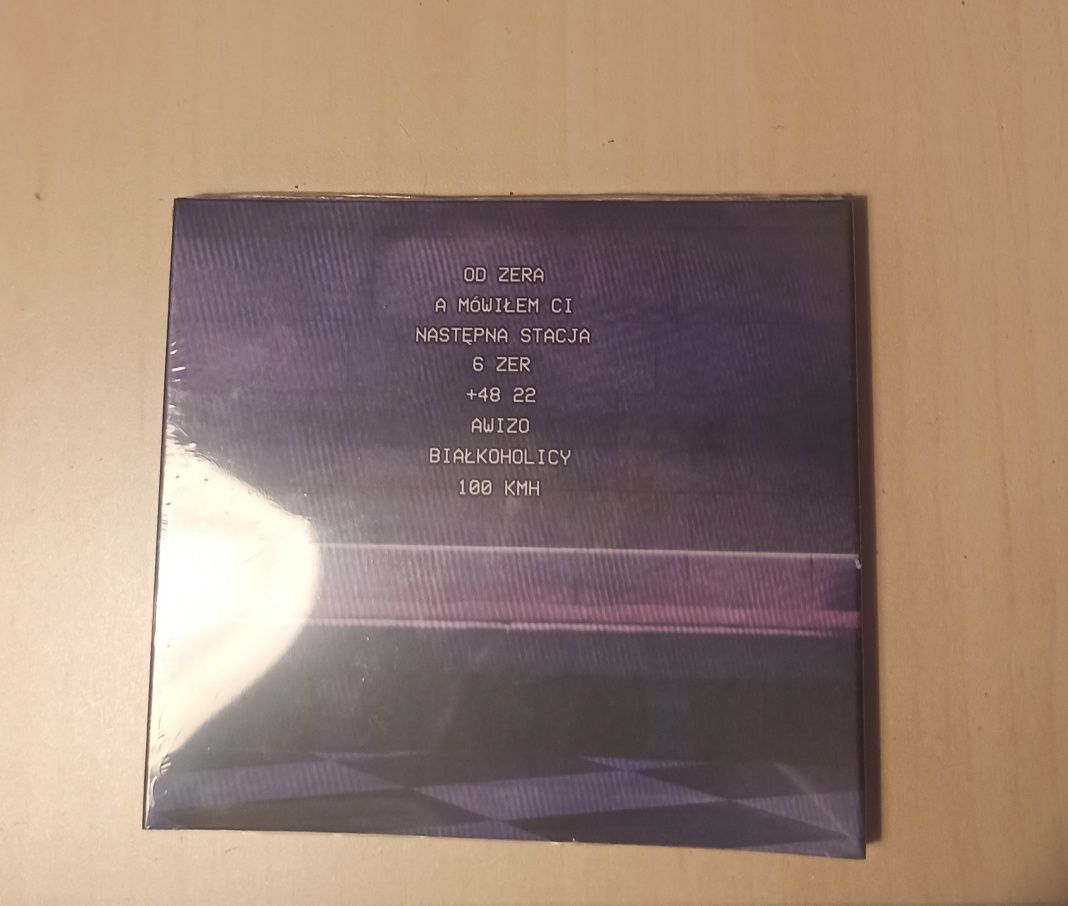 OD ZERA
A MÓWIŁEM CI
NASTĘPNA STACJA
6 ZER
+48 22
AWIZO
BIAŁKOHOLICY
100 KMH